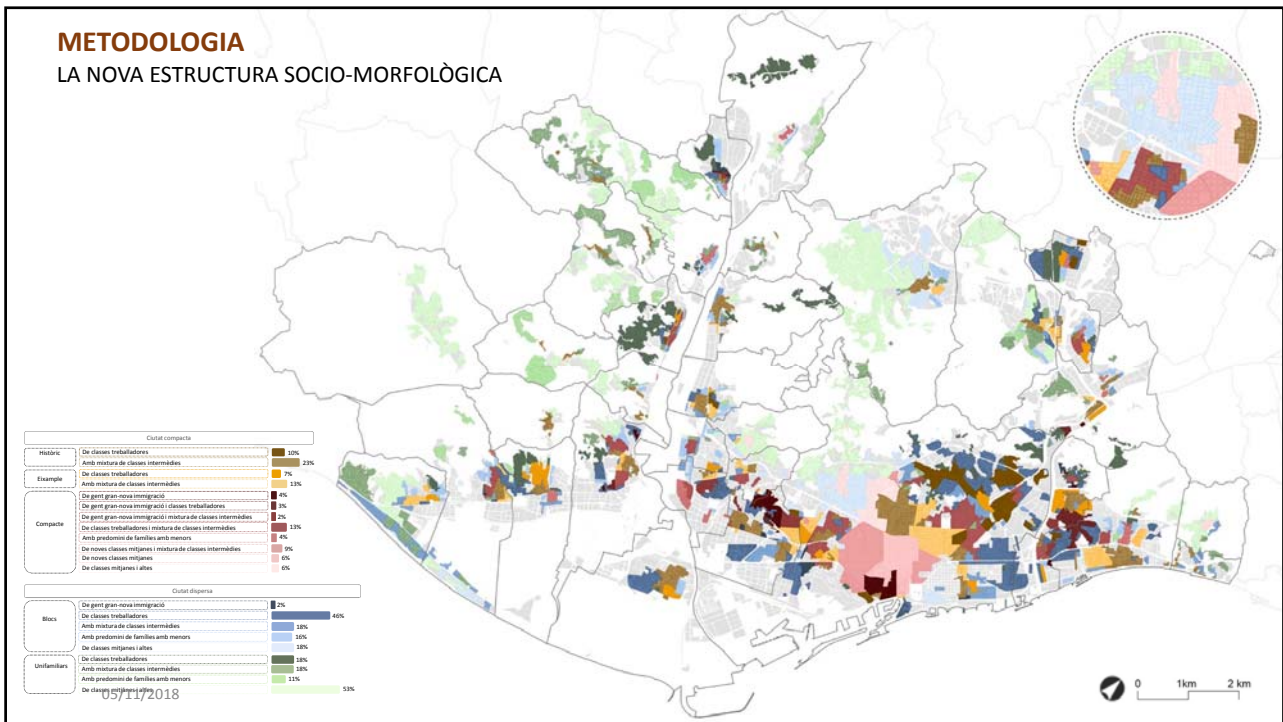 METODOLOGIA
LA NOVA ESTRUCTURA SOCIO-MORFOLÒGICA
Ciutat compacta
Històric
De classes treballadores 10%
Amb mixtura de classes intermèdies 23%
Eixample
De classes treballadores 7%
Amb mixtura de classes intermèdies 13%
Compacte
De gent gran-nova immigració 4%
De gent gran-nova immigració i classes treballadores 3%
De gent gran-nova immigració i mixtura de classes intermèdies 2%
De classes treballadores i mixtura de classes intermèdies 13%
Amb predomini de famílies amb menors 4%
De noves classes mitjanes i mixtura de classes intermèdies 9%
De noves classes mitjanes 6%
De classes mitjanes i altes 6%
Ciutat dispersa
Blocs
De gent gran-nova immigració 2%
De classes treballadores 46%
Amb mixtura de classes intermèdies 18%
Amb predomini de famílies amb menors 16%
De classes mitjanes i altes 18%
Unifamiliars
De classes treballadores 18%
Amb mixtura de classes intermèdies 18%
Amb predomini de famílies amb menors 11%
De classes mitjanes i altes 53%
05/11/2018
0 1km 2 km